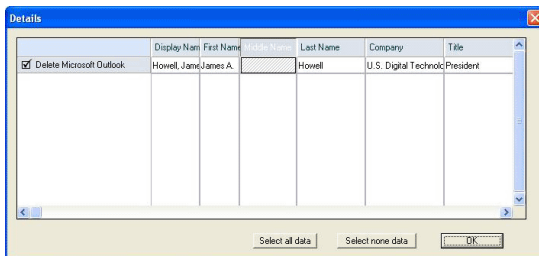 Details
Display Nam First Name Middle Name Last Name Company Title
Delete Microsoft Outlook Howell, Jame James A. Howell U.S. Digital Technolc President
Select all data Select none data OK